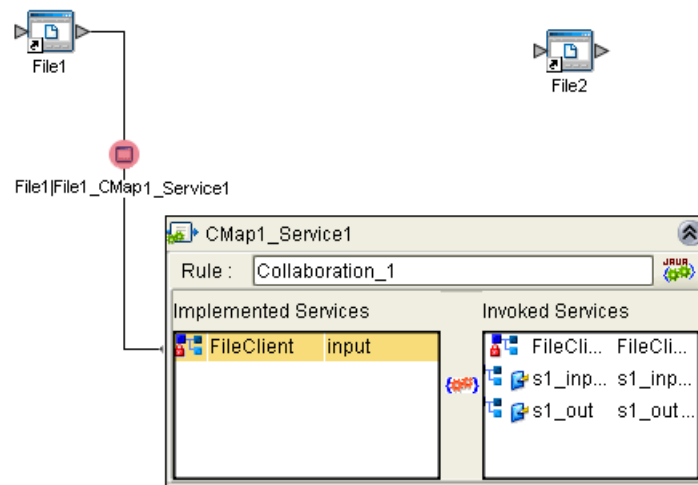 File1
File2
File1|File1_CMap1_Service1
CMap1_Service1
Rule :
Collaboration_1
JAVA
Implemented Services
Invoked Services
FileClient input
FileCli... FileCli...
s1_inp... s1_inp...
s1_out s1_out...